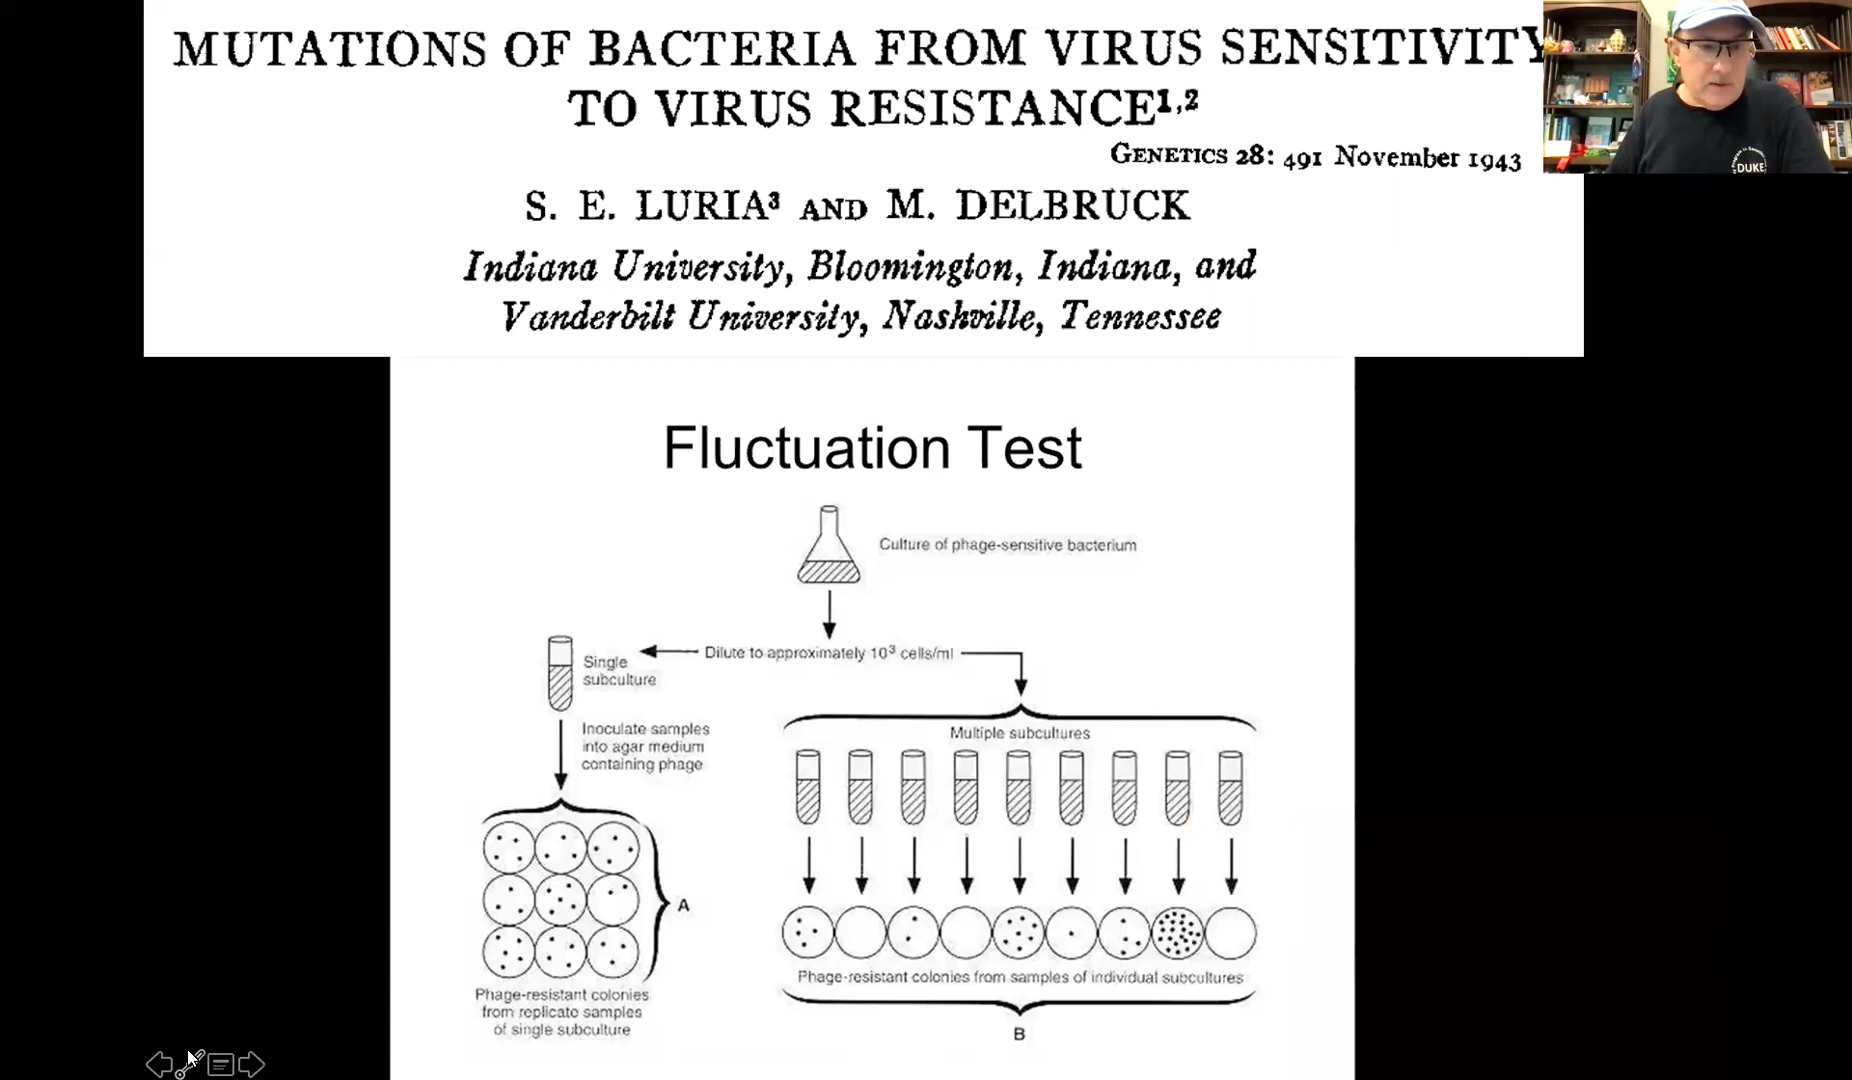 MUTATIONS OF BACTERIA FROM VIRUS SENSITIVITY
TO VIRUS RESISTANCE1,2
GENETICS 28: 491 November 1943
S. E. LURIA³ AND M. DELBRUCK
Indiana University, Bloomington, Indiana, and
Vanderbilt University, Nashville, Tennessee
DUKE
Fluctuation Test
Culture of phage-sensitive bacterium
Dilute to approximately 10³ cells/ml
Single
subculture
Inoculate samples
into agar medium
containing phage
Multiple subcultures
A
Phage-resistant colonies
from replicate samples
of single subculture
Phage-resistant colonies from samples of individual subcultures
B